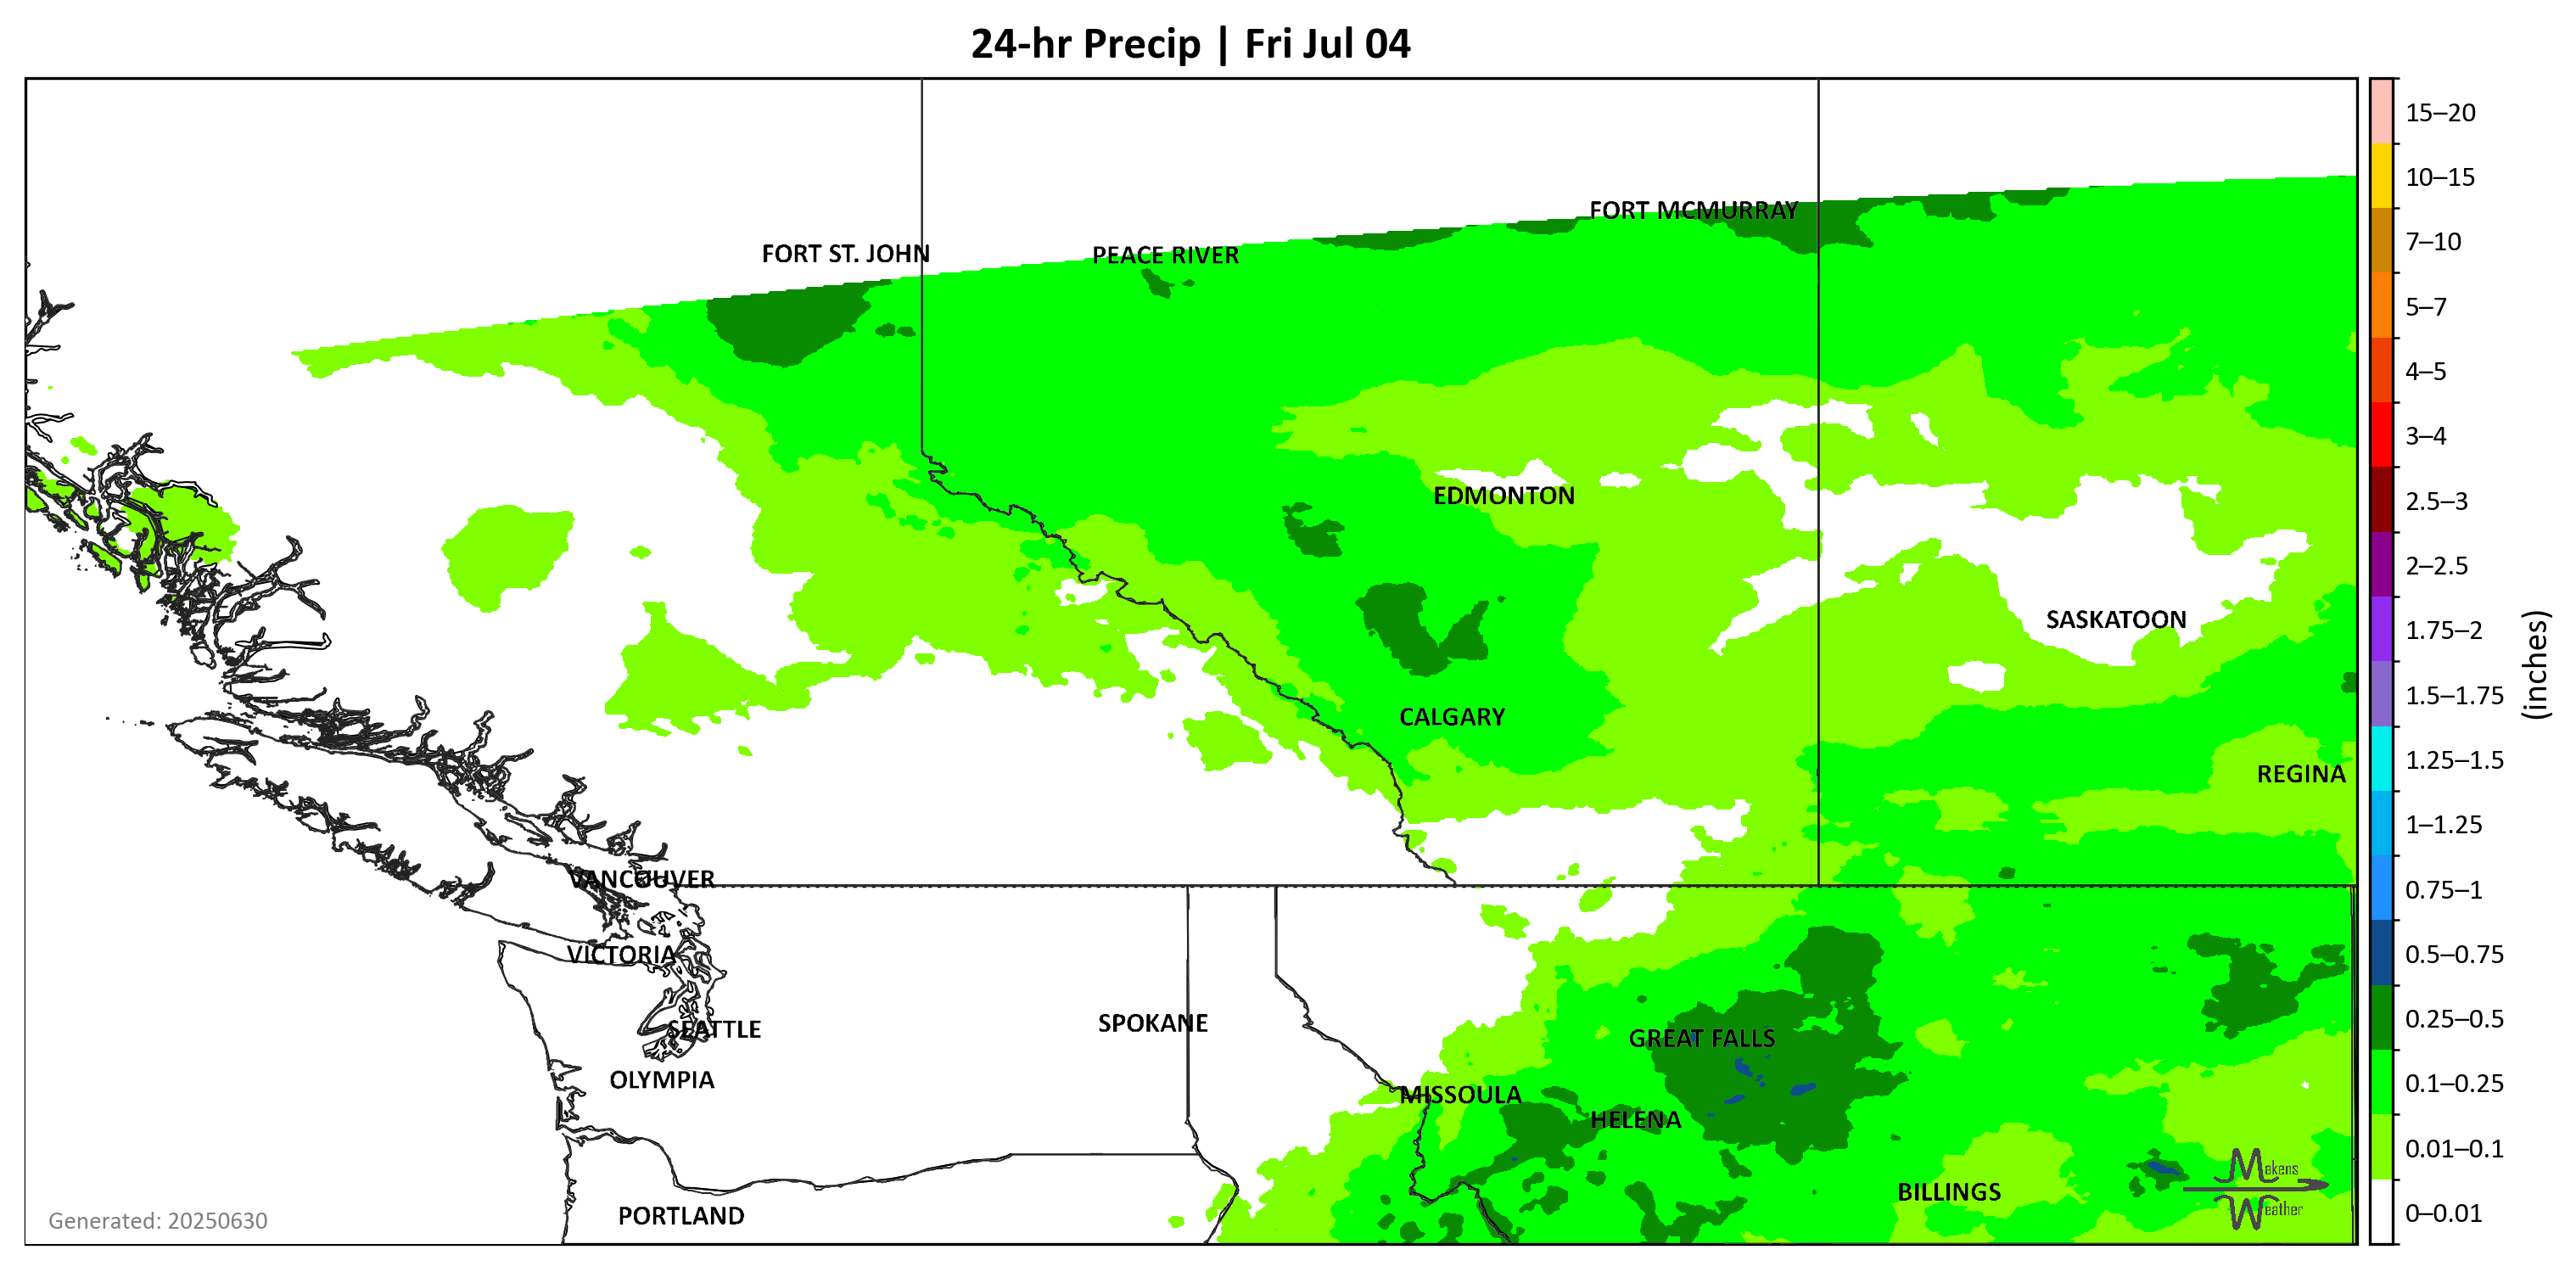 24-hr Precip | Fri Jul 04
15–20
10–15
7–10
5–7
4–5
3–4
2.5–3
2–2.5
1.75–2
1.5–1.75
1.25–1.5
1–1.25
0.75–1
0.5–0.75
0.25–0.5
0.1–0.25
0.01–0.1
0–0.01
(inches)
FORT MCMURRAY
FORT ST. JOHN
PEACE RIVER
EDMONTON
SASKATOON
CALGARY
REGINA
VANCOUVER
VICTORIA
SPOKANE
SEATTLE
GREAT FALLS
OLYMPIA
MISSOULA
HELENA
BILLINGS
PORTLAND
Makens
Weather
Generated: 20250630